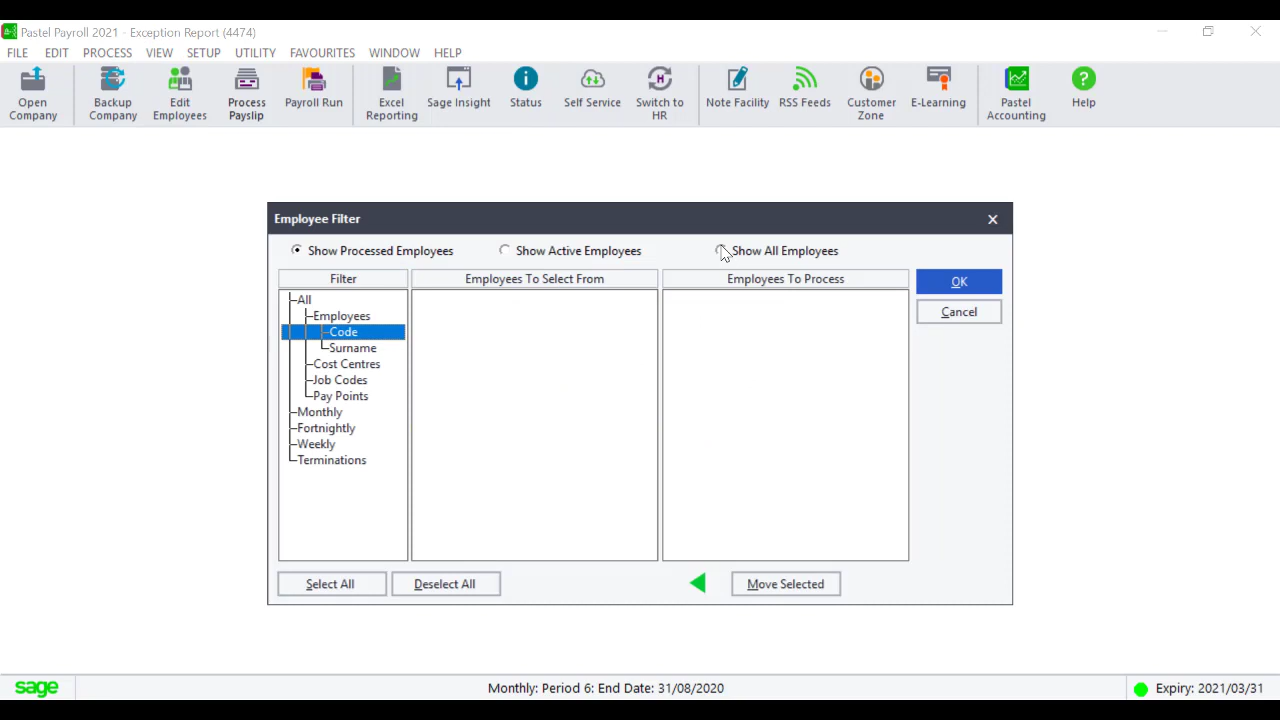 Pastel Payroll 2021 - Exception Report (4474)
FILE EDIT PROCESS VIEW SETUP UTILITY FAVOURITES WINDOW HELP
Open Company
Backup Company
Edit Employees
Process Payslip
Payroll Run
Excel Reporting
Sage Insight
Status
Self Service
Switch to HR
Note Facility
RSS Feeds
Customer Zone
E-Learning
Pastel Accounting
Help
Employee Filter
Show Processed Employees Show Active Employees Show All Employees
Filter Employees To Select From Employees To Process
OK
Cancel
All
Employees
Code
Surname
Cost Centres
Job Codes
Pay Points
Monthly
Fortnightly
Weekly
Terminations
Select All Deselect All Move Selected
sage Monthly: Period 6: End Date: 31/08/2020 Expiry: 2021/03/31